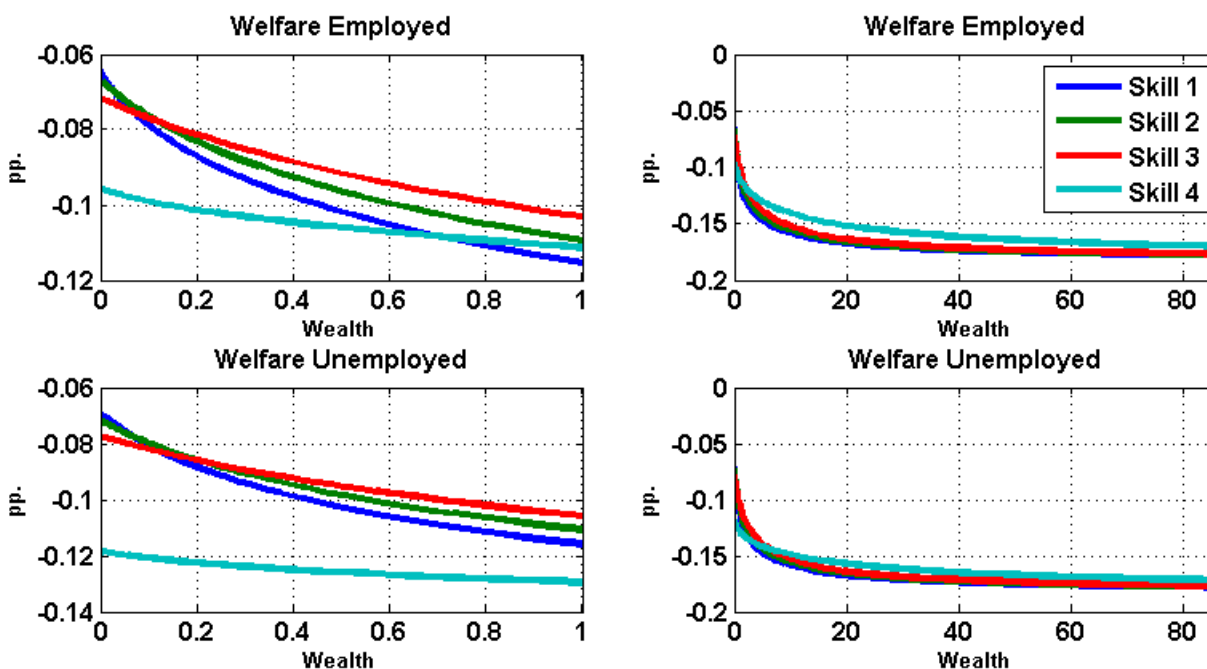 Welfare Employed
-0.06
-0.08
-0.1
-0.12
pp.
0 0.2 0.4 0.6 0.8 1
Wealth
Welfare Employed
0
-0.05
-0.1
-0.15
-0.2
pp.
0 20 40 60 80
Wealth
Skill 1
Skill 2
Skill 3
Skill 4
Welfare Unemployed
-0.06
-0.08
-0.1
-0.12
-0.14
pp.
0 0.2 0.4 0.6 0.8 1
Wealth
Welfare Unemployed
0
-0.05
-0.1
-0.15
-0.2
pp.
0 20 40 60 80
Wealth